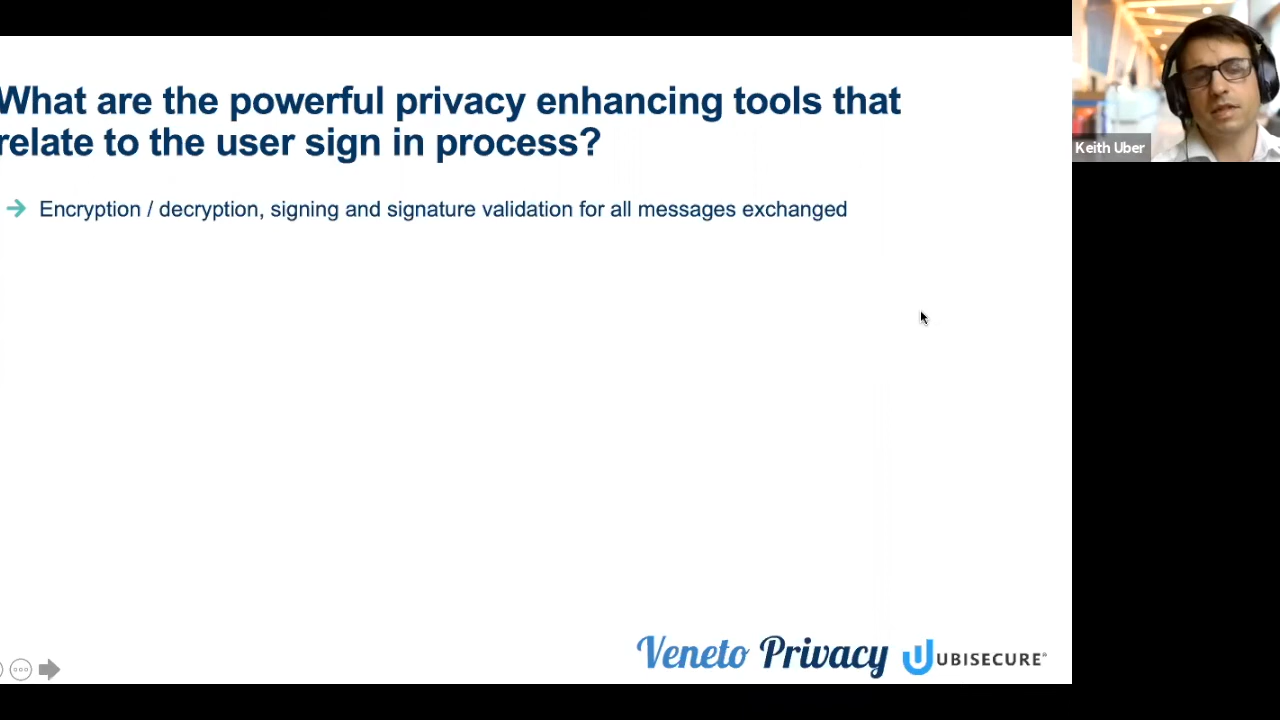 What are the powerful privacy enhancing tools that
relate to the user sign in process?
Encryption / decryption, signing and signature validation for all messages exchanged
Keith Uber
Veneto Privacy
UBISECURE